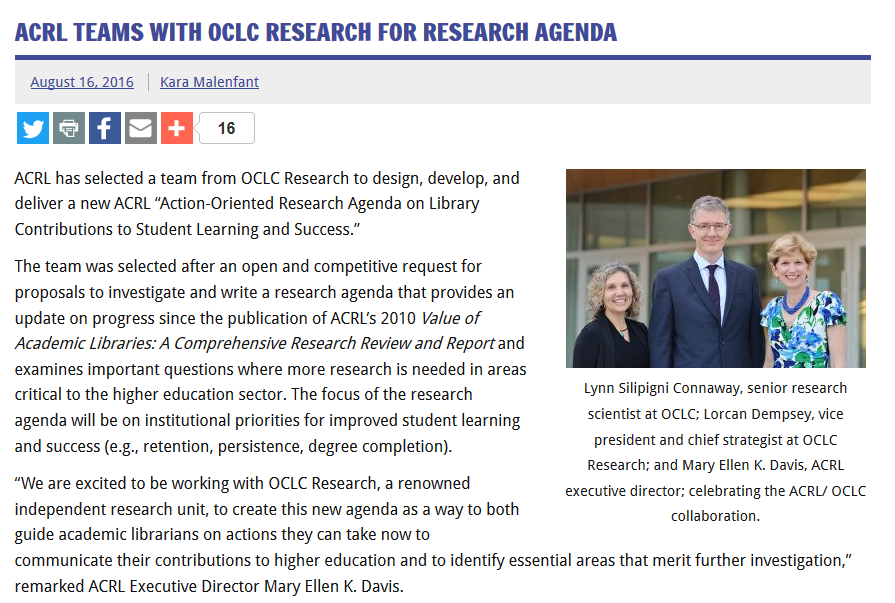 ACRL TEAMS WITH OCLC RESEARCH FOR RESEARCH AGENDA
August 16, 2016 | Kara Malenfant
16
ACRL has selected a team from OCLC Research to design, develop, and
deliver a new ACRL “Action-Oriented Research Agenda on Library
Contributions to Student Learning and Success.”
The team was selected after an open and competitive request for
proposals to investigate and write a research agenda that provides an
update on progress since the publication of ACRL’s 2010 Value of
Academic Libraries: A Comprehensive Research Review and Report and
examines important questions where more research is needed in areas
critical to the higher education sector. The focus of the research
agenda will be on institutional priorities for improved student learning
and success (e.g., retention, persistence, degree completion).
“We are excited to be working with OCLC Research, a renowned
independent research unit, to create this new agenda as a way to both
guide academic librarians on actions they can take now to
communicate their contributions to higher education and to identify essential areas that merit further investigation,”
remarked ACRL Executive Director Mary Ellen K. Davis.
Lynn Silipigni Connaway, senior research
scientist at OCLC; Lorcan Dempsey, vice
president and chief strategist at OCLC
Research; and Mary Ellen K. Davis, ACRL
executive director; celebrating the ACRL/ OCLC
collaboration.